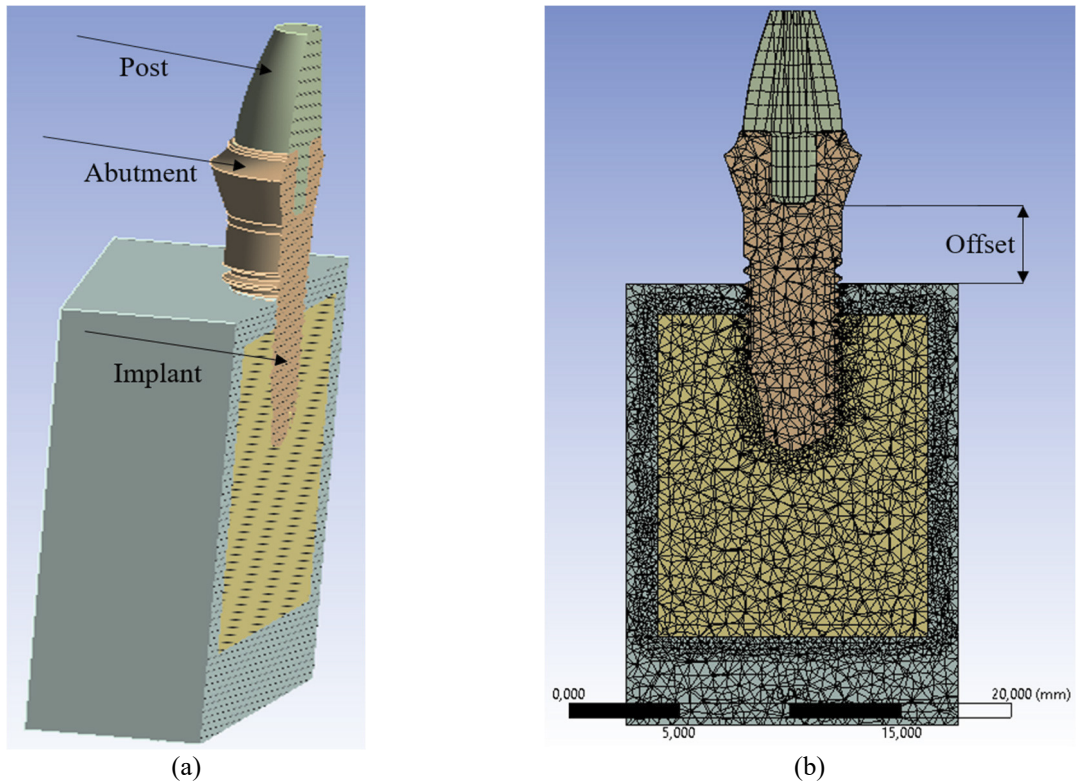 Post
Abutment
Implant
(a)
Offset
0,000
20,000 (mm)
5,000
15,000
(b)